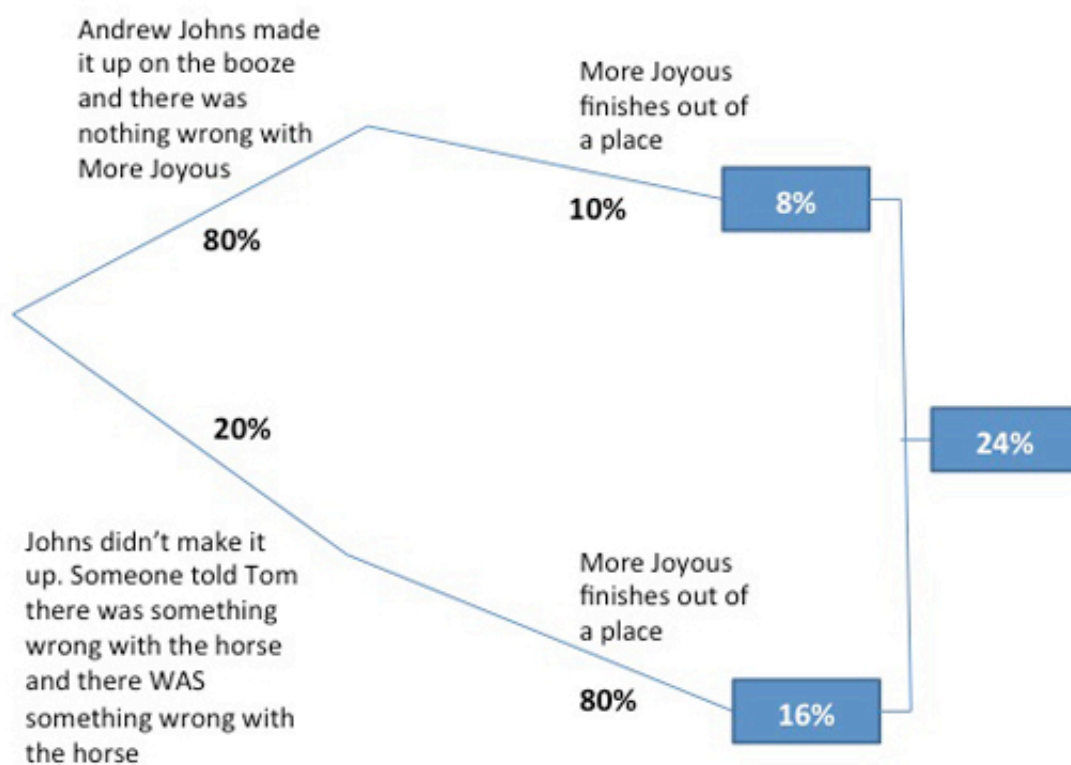 Andrew Johns made
it up on the booze
and there was
nothing wrong with
More Joyous
80%
More Joyous
finishes out of
a place
10%
8%
24%
20%
Johns didn’t make it
up. Someone told Tom
there was something
wrong with the horse
and there WAS
something wrong with
the horse
More Joyous
finishes out of
a place
80%
16%